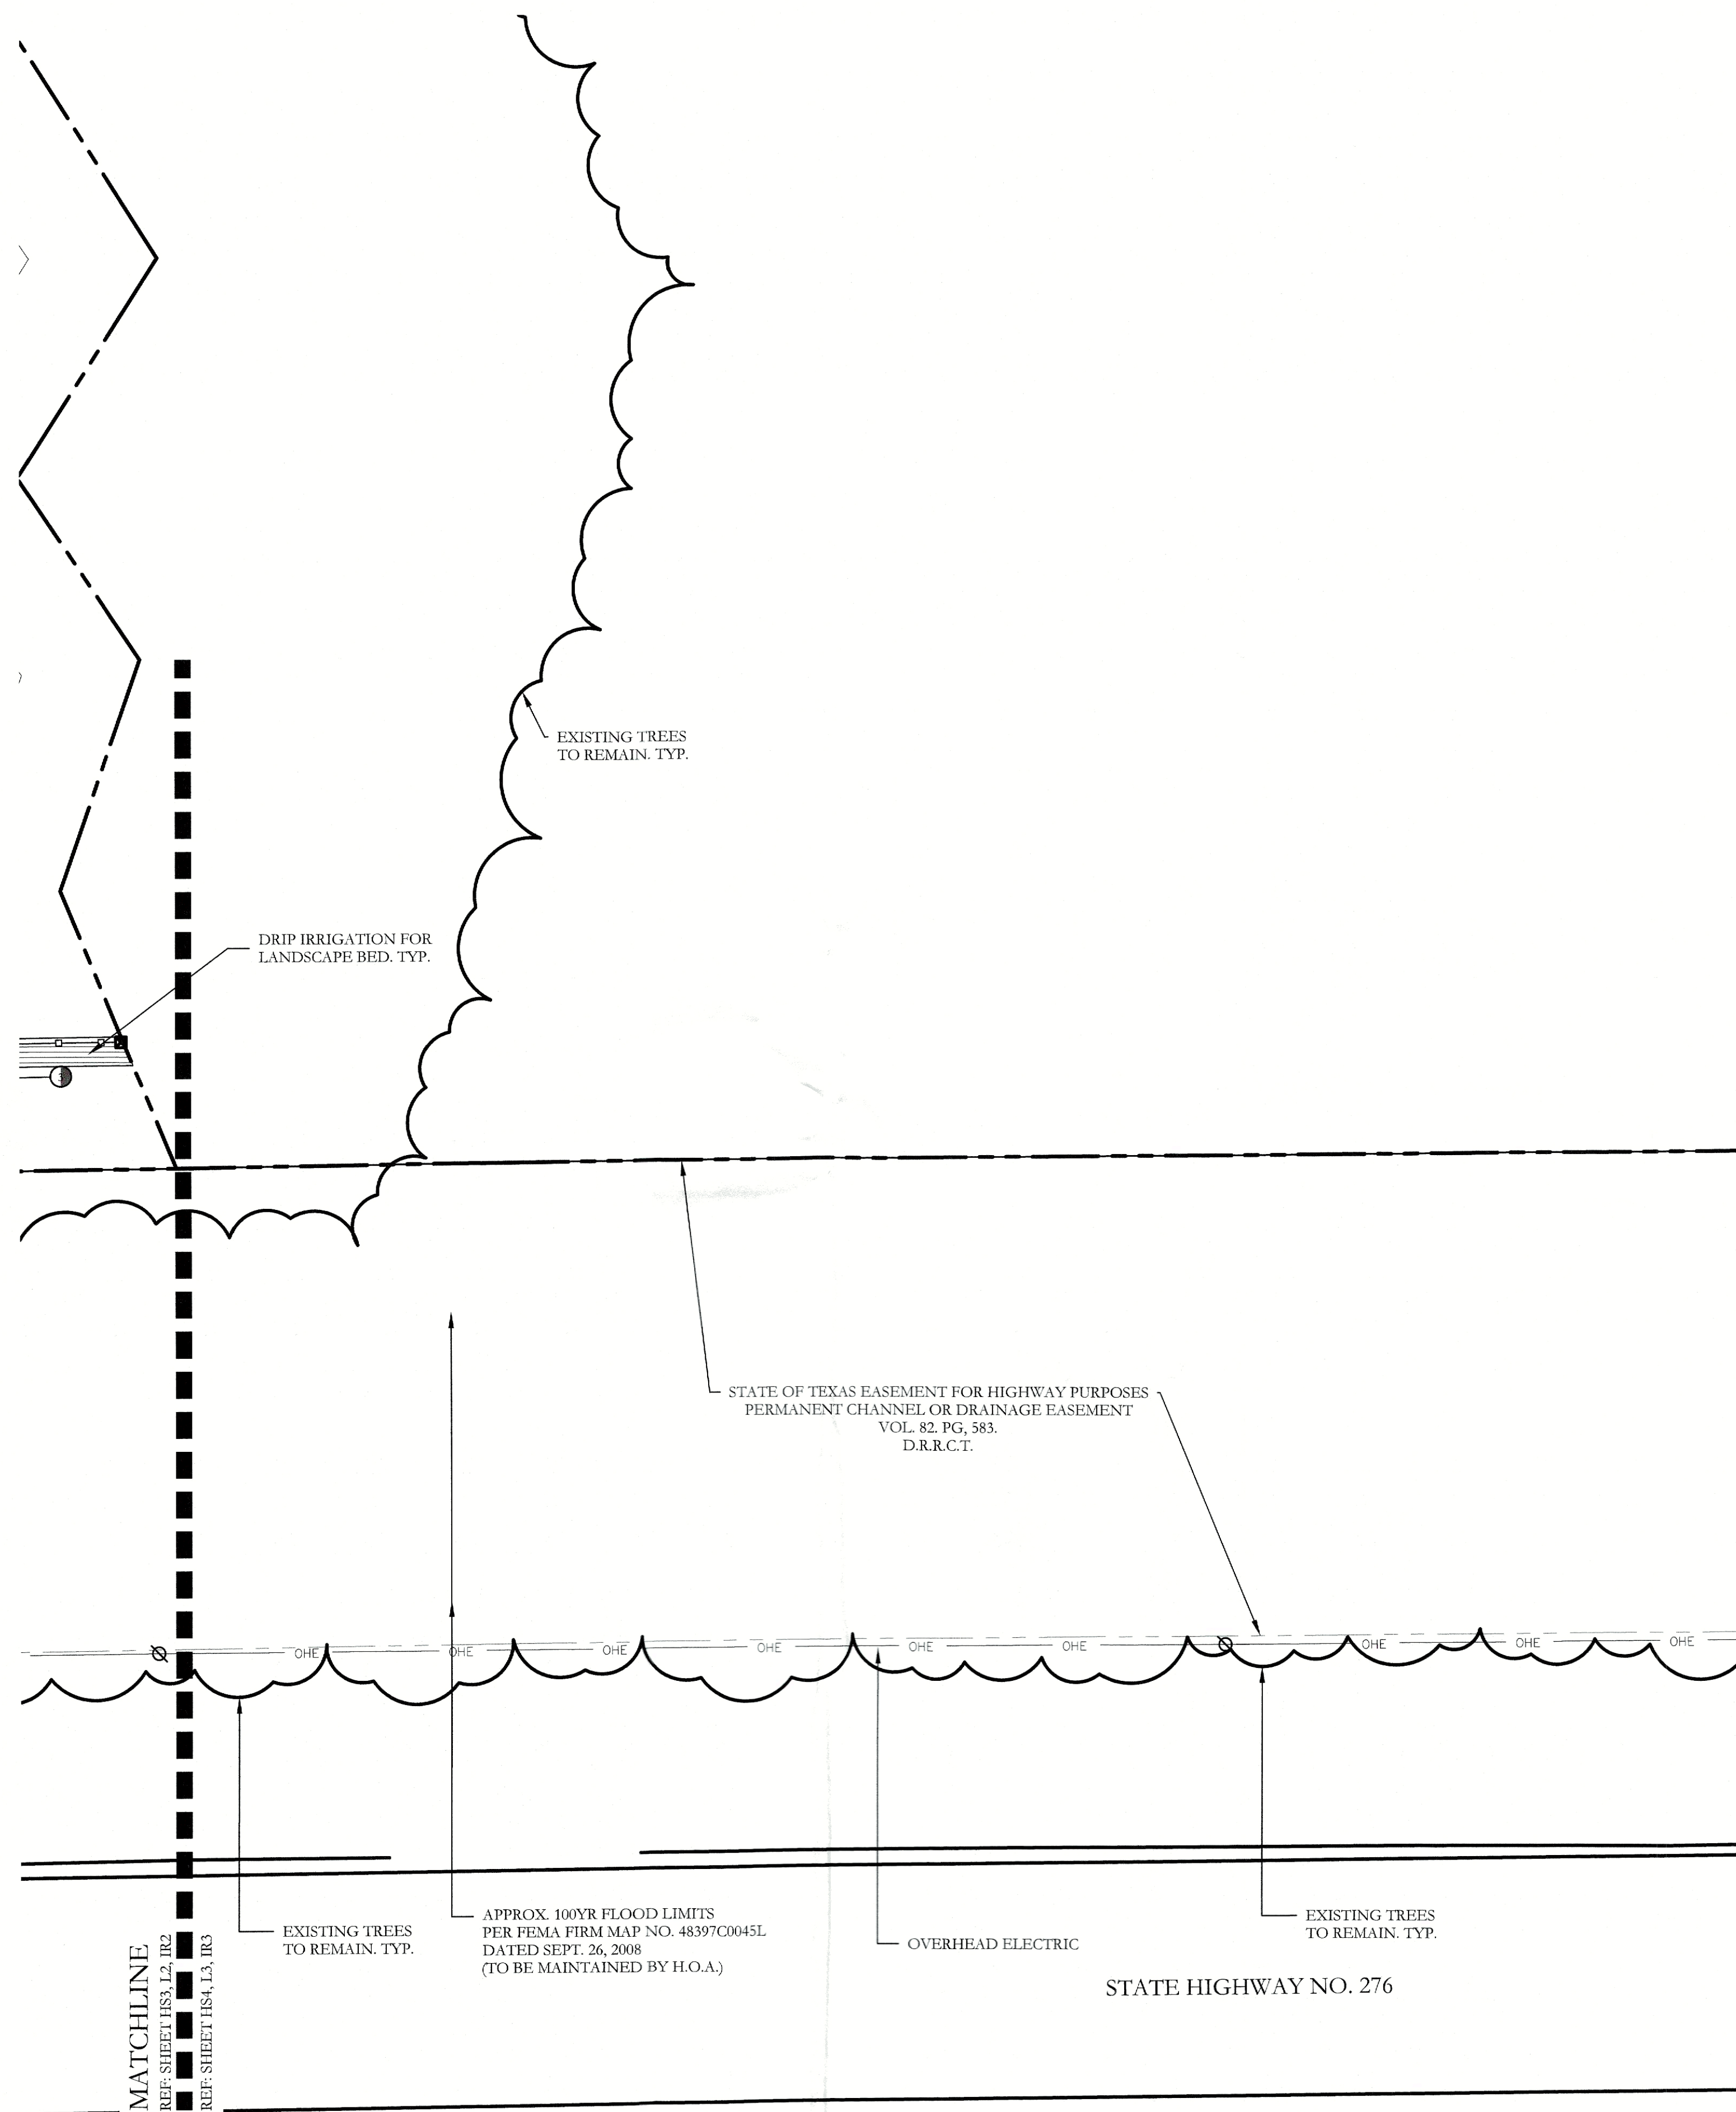 EXISTING TREES
TO REMAIN. TYP.
DRIP IRRIGATION FOR
LANDSCAPE BED. TYP.
3
STATE OF TEXAS EASEMENT FOR HIGHWAY PURPOSES
PERMANENT CHANNEL OR DRAINAGE EASEMENT
VOL. 82. PG, 583.
D.R.R.C.T.
OHE
OHE
OHE
OHE
OHE
OHE
OHE
OHE
OHE
EXISTING TREES
TO REMAIN. TYP.
APPROX. 100YR FLOOD LIMITS
PER FEMA FIRM MAP NO. 48397C0045L
DATED SEPT. 26, 2008
(TO BE MAINTAINED BY H.O.A.)
OVERHEAD ELECTRIC
EXISTING TREES
TO REMAIN. TYP.
STATE HIGHWAY NO. 276
MATCHLINE
REF: SHEET HS3, L2, IR2
REF: SHEET HS4, L3, IR3